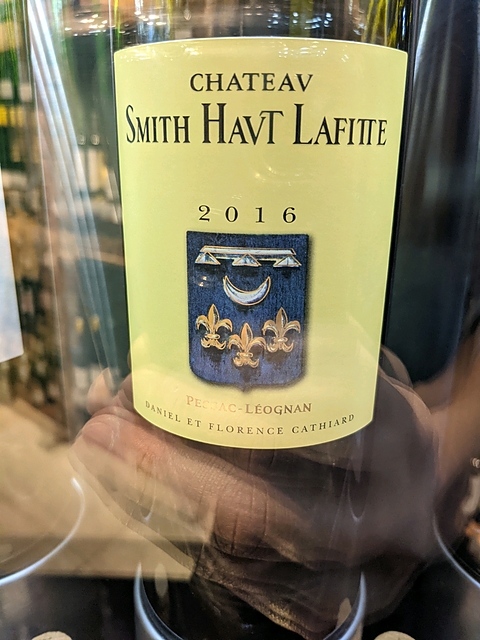 CHATEAV
SMITH HAVT LAFITTE
2016
PESSAC-LÉOGNAN
DANIEL ET FLORENCE CATHIARD